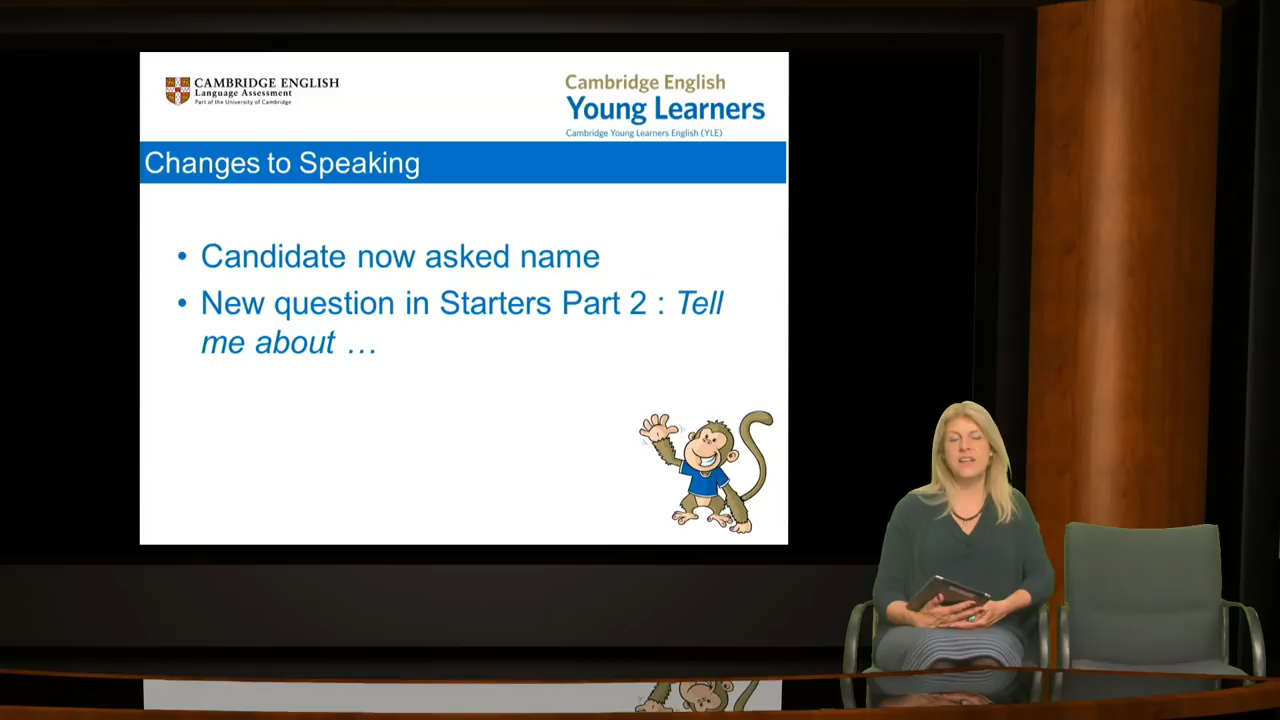 CAMBRIDGE ENGLISH
Language Assessment
Part of the University of Cambridge
Cambridge English
Young Learners
Cambridge Young Learners English (YLE)
Changes to Speaking
• Candidate now asked name
• New question in Starters Part 2 : Tell
me about …